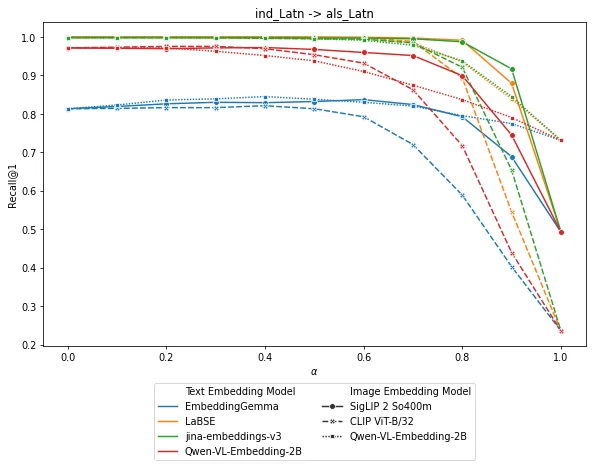 ind_Latn -> als_Latn
Recall@1
1.0
0.9
0.8
0.7
0.6
0.5
0.4
0.3
0.2
0.0 0.2 0.4 0.6 0.8 1.0
α
Text Embedding Model Image Embedding Model
EmbeddingGemma SigLIP 2 So400m
LaBSE CLIP ViT-B/32
jina-embeddings-v3 Qwen-VL-Embedding-2B
Qwen-VL-Embedding-2B